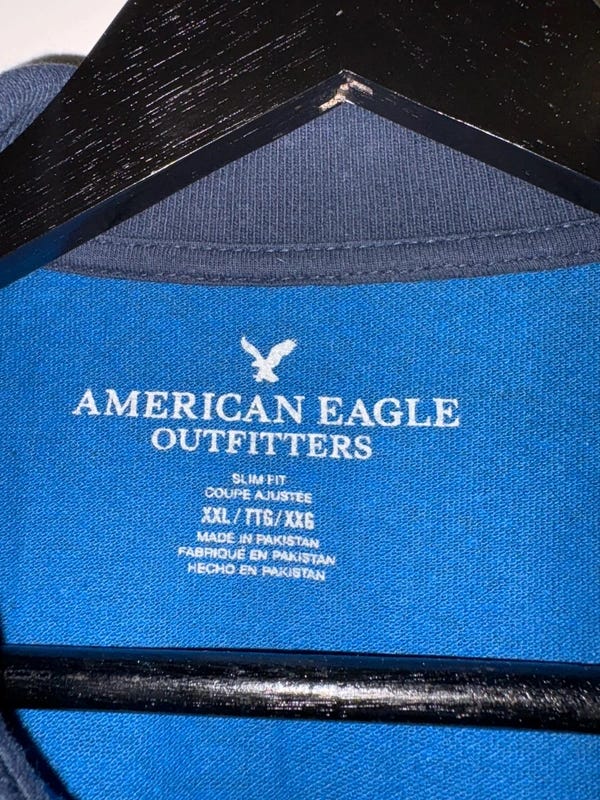 AMERICAN EAGLE
OUTFITTERS
SLIM FIT
COUPE AJUSTÉE
XXL/TTG/XXG
MADE IN PAKISTAN
FABRIQUÉ EN PAKISTAN
HECHO EN PAKISTAN